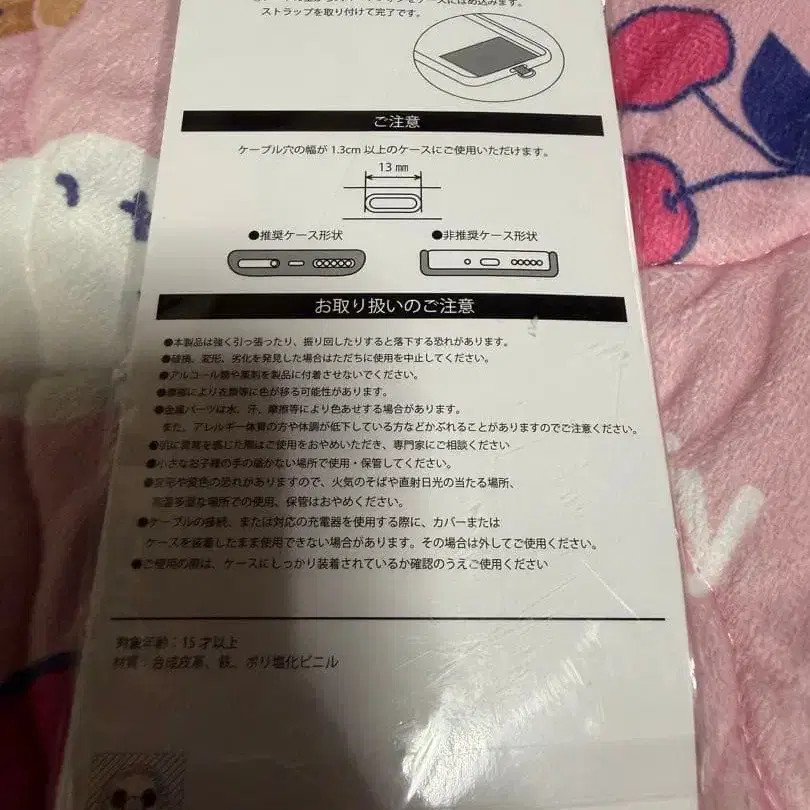 ストラップを取り付けて完了です。
ご注意
ケーブル穴の幅が1.3cm以上のケースにご使用いただけます。
13㎜
●推奨ケース形状
●非推奨ケース形状
お取り扱いのご注意
●本製品は強く引っ張ったり、振り回したりすると落下する恐れがあります。
●破損、変形、劣化を発見した場合はただちに使用を中止してください。
●アルコール類や薬剤を製品に付着させないでください。
●摩擦により衣類等に色が移る可能性があります。
●金属パーツは水、汗、摩擦等により色あせする場合があります。
また、アレルギー体質の方や体調が低下している方などかぶれることがありますのでご注意ください。
●肌に異常を感じた際はご使用をおやめいただき、専門家にご相談ください
●小さなお子様の手の届かない場所で使用・保管してください。
●変形や変色の恐れがありますので、火気のそばや直射日光の当たる場所、
高温多湿な場所での使用、保管はおやめください。
●ケーブルの接続、または対応の充電器を使用する際に、カバーまたは
ケースを装着したまま使用できない場合があります。その場合は外してご使用ください。
●ご使用の際は、ケースにしっかり装着されているか確認のうえご使用ください
対象年齢：15才以上
材質：合成皮革、鉄、ポリ塩化ビニル